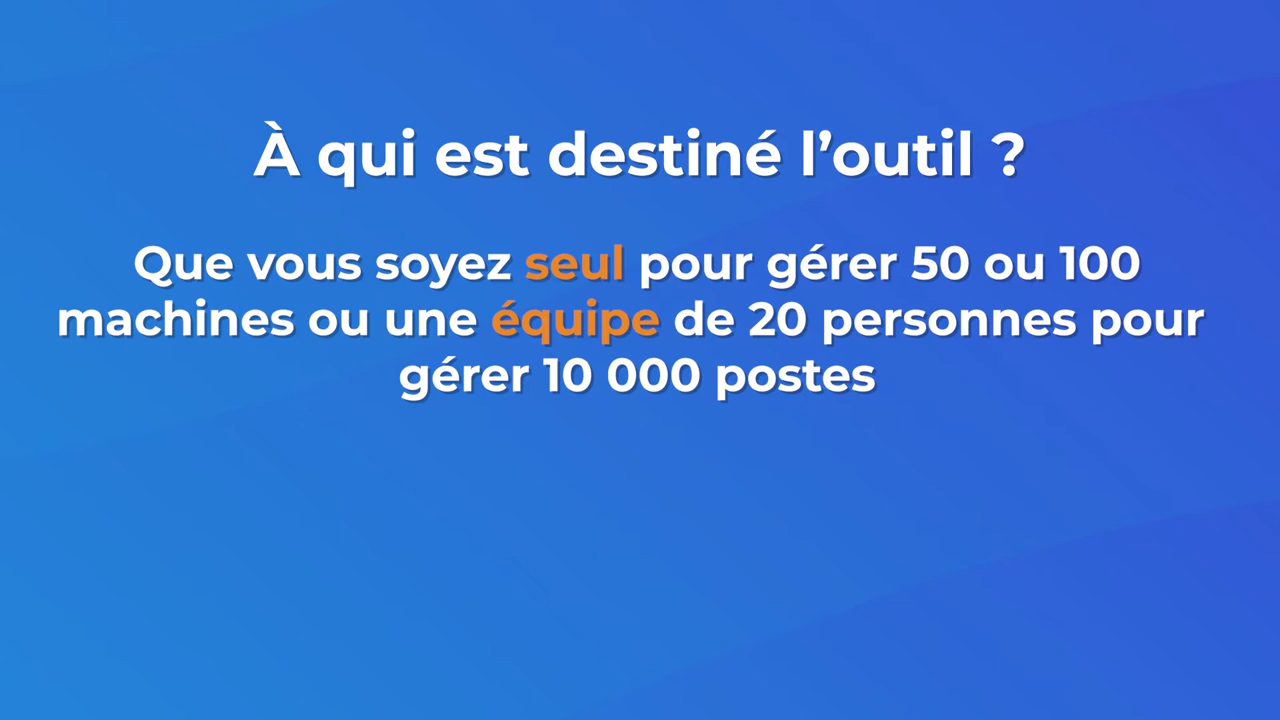 À qui est destiné l’outil ?
Que vous soyez seul pour gérer 50 ou 100
machines ou une équipe de 20 personnes pour
gérer 10 000 postes